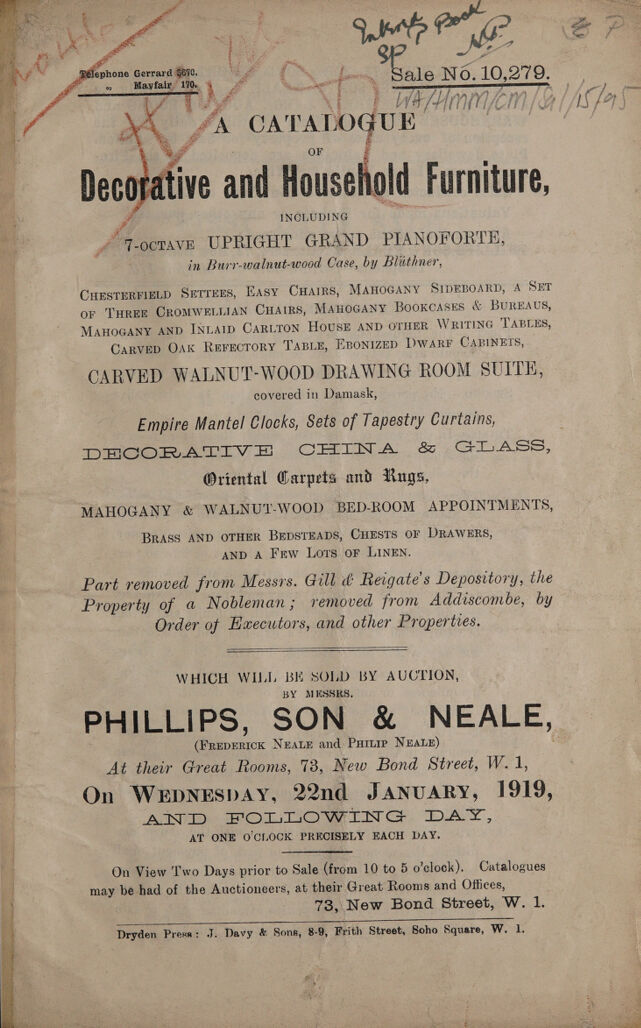 Telephone Gerrard 5670.
„ Mayfair 170.
Book
Sale No. 10,279.
WA/HMM/CM/Sal/15/95
A CATALOGUE
OF
Decorative and Household Furniture,
INCLUDING
7-OCTAVE UPRIGHT GRAND PIANOFORTE,
in Burr-walnut-wood Case, by Blüthner,
CHESTERFIELD SETTEES, EASY CHAIRS, MAHOGANY SIDEBOARD, A SET
OF THREE CROMWELLIAN CHAIRS, MAHOGANY BOOKCASES & BUREAUS,
MAHOGANY AND INLAID CARLTON HOUSE AND OTHER WRITING TABLES,
CARVED OAK REFECTORY TABLE, EBONIZED DWARF CABINETS,
CARVED WALNUT-WOOD DRAWING ROOM SUITE,
covered in Damask,
Empire Mantel Clocks, Sets of Tapestry Curtains,
DECORATIVE CHINA & GLASS,
Oriental Carpets and Rugs,
MAHOGANY & WALNUT-WOOD BED-ROOM APPOINTMENTS,
BRASS AND OTHER BEDSTEADS, CHESTS OF DRAWERS,
AND A FEW LOTS OF LINEN.
Part removed from Messrs. Gill & Reigate's Depository, the
Property of a Nobleman; removed from Addiscombe, by
Order of Executors, and other Properties.
WHICH WILL BE SOLD BY AUCTION,
BY MESSRS.
PHILLIPS, SON & NEALE,
(FREDERICK NEALE and PHILIP NEALE)
At their Great Rooms, 73, New Bond Street, W. 1,
On WEDNESDAY, 22nd JANUARY, 1919,
AND FOLLOWING DAY,
AT ONE O'CLOCK PRECISELY EACH DAY.
On View Two Days prior to Sale (from 10 to 5 o'clock). Catalogues
may be had of the Auctioneers, at their Great Rooms and Offices,
73, New Bond Street, W. 1.
Dryden Press: J. Davy & Sons, 8-9, Frith Street, Soho Square, W. 1.